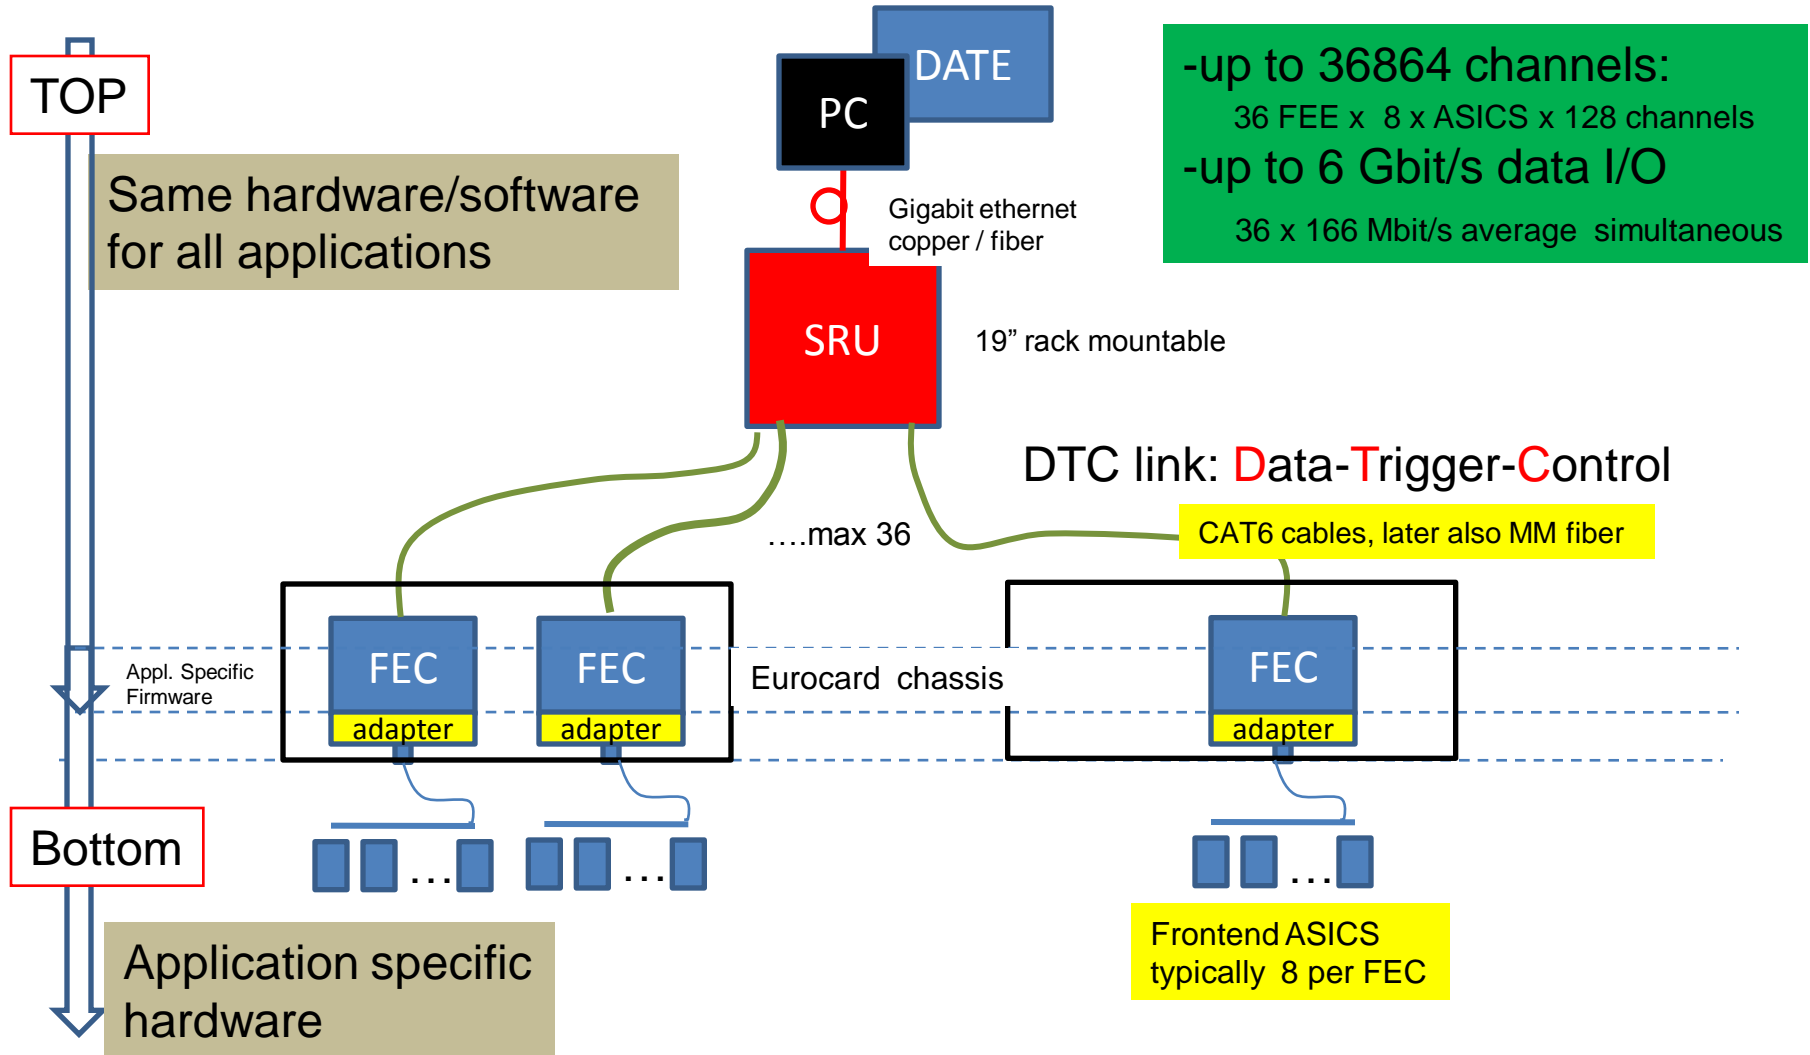 TOP
DATE
PC
-up to 36864 channels:
36 FEE x 8 x ASICS x 128 channels
-up to 6 Gbit/s data I/O
36 x 166 Mbit/s average simultaneous
Same hardware/software
for all applications
Gigabit ethernet
copper / fiber
SRU
19” rack mountable
DTC link: Data-Trigger-Control
….max 36
CAT6 cables, later also MM fiber
Appl. Specific
Firmware
FEC
FEC
Eurocard chassis
FEC
adapter
adapter
adapter
Bottom
…
…
…
Frontend ASICS
typically 8 per FEC
Application specific
hardware